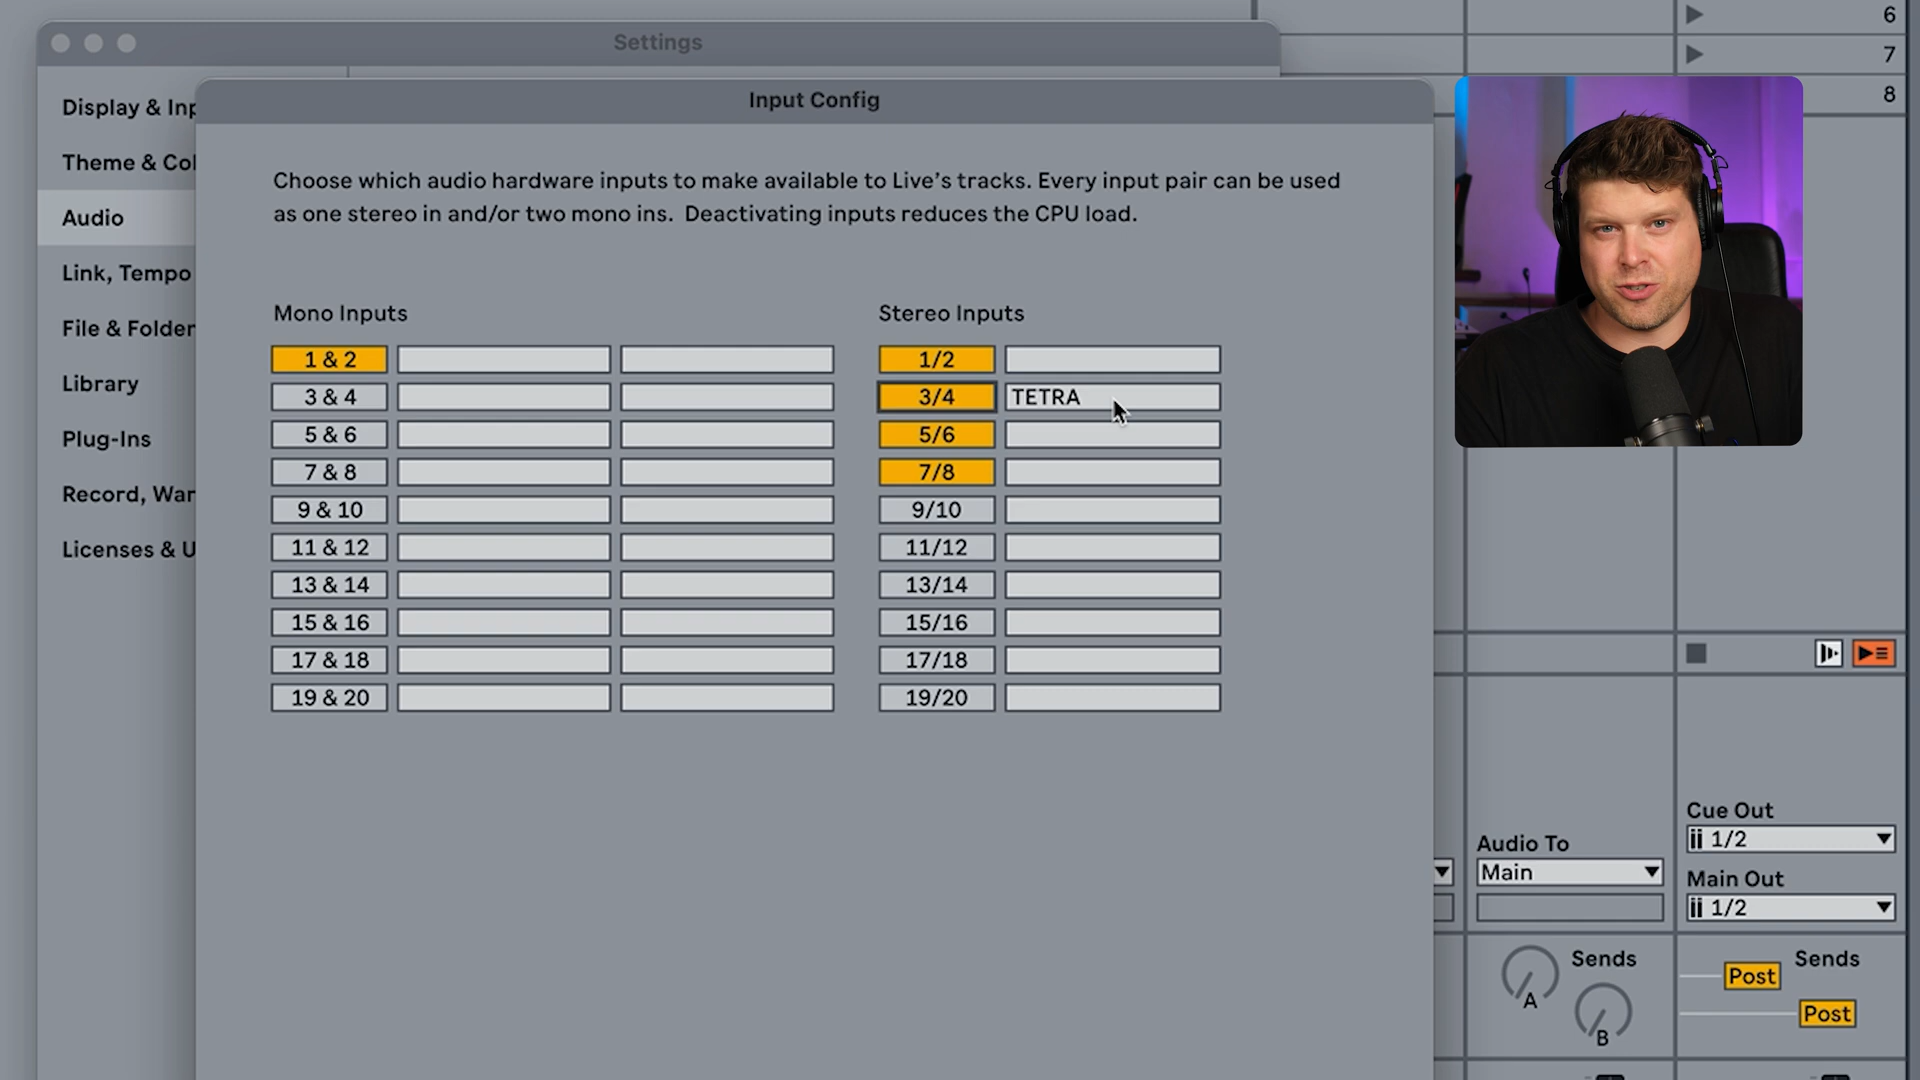 Settings
6
7
8
Display & Inp
Theme & Col
Audio
Link, Tempo
File & Folder
Library
Plug-Ins
Record, War
Licenses & U
Input Config
Choose which audio hardware inputs to make available to Live's tracks. Every input pair can be used
as one stereo in and/or two mono ins.  Deactivating inputs reduces the CPU load.
Mono Inputs
1 & 2
3 & 4
5 & 6
7 & 8
9 & 10
11 & 12
13 & 14
15 & 16
17 & 18
19 & 20
Stereo Inputs
1/2
3/4 TETRA
5/6
7/8
9/10
11/12
13/14
15/16
17/18
19/20
Audio To
Main
Cue Out
1/2
Main Out
1/2
Sends
A
B
Sends
Post
Post